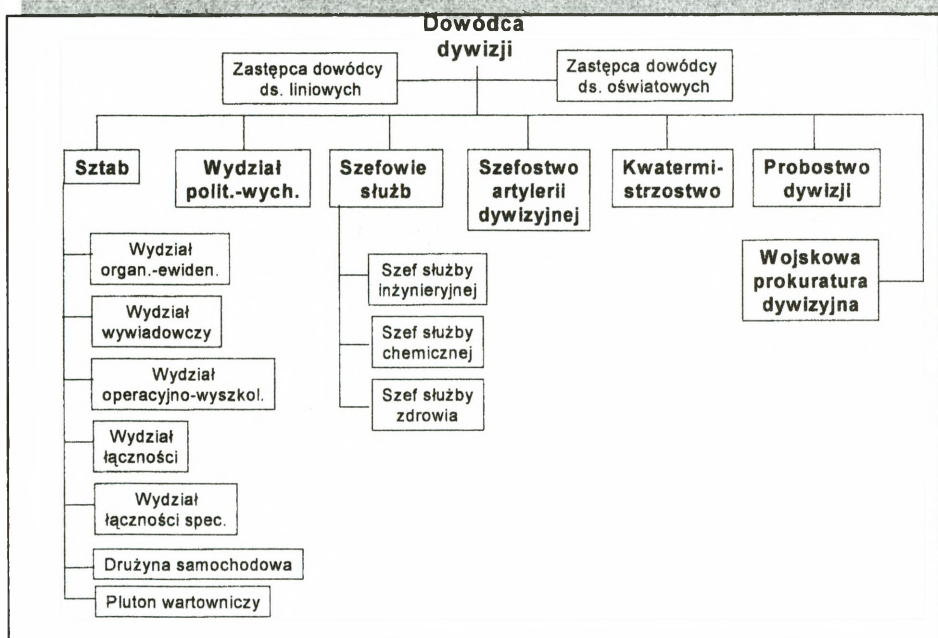 Dowódca
dywizji
Zastępca dowódcy
ds. liniowych
Zastępca dowódcy
ds. oświatowych
Sztab
Wydział
polit.-wych.
Szefowie
służb
Szefostwo
artylerii
dywizyjnej
Kwatermi-
strzostwo
Probostwo
dywizji
Wydział
organ.-ewiden.
Wydział
wywiadowczy
Wydział
operacyjno-wyszkol.
Wydział
łączności
Wydział
łączności spec.
Drużyna samochodowa
Pluton wartowniczy
Szef służby
inżynieryjnej
Szef służby
chemicznej
Szef służby
zdrowia
Wojskowa
prokuratura
dywizyjna